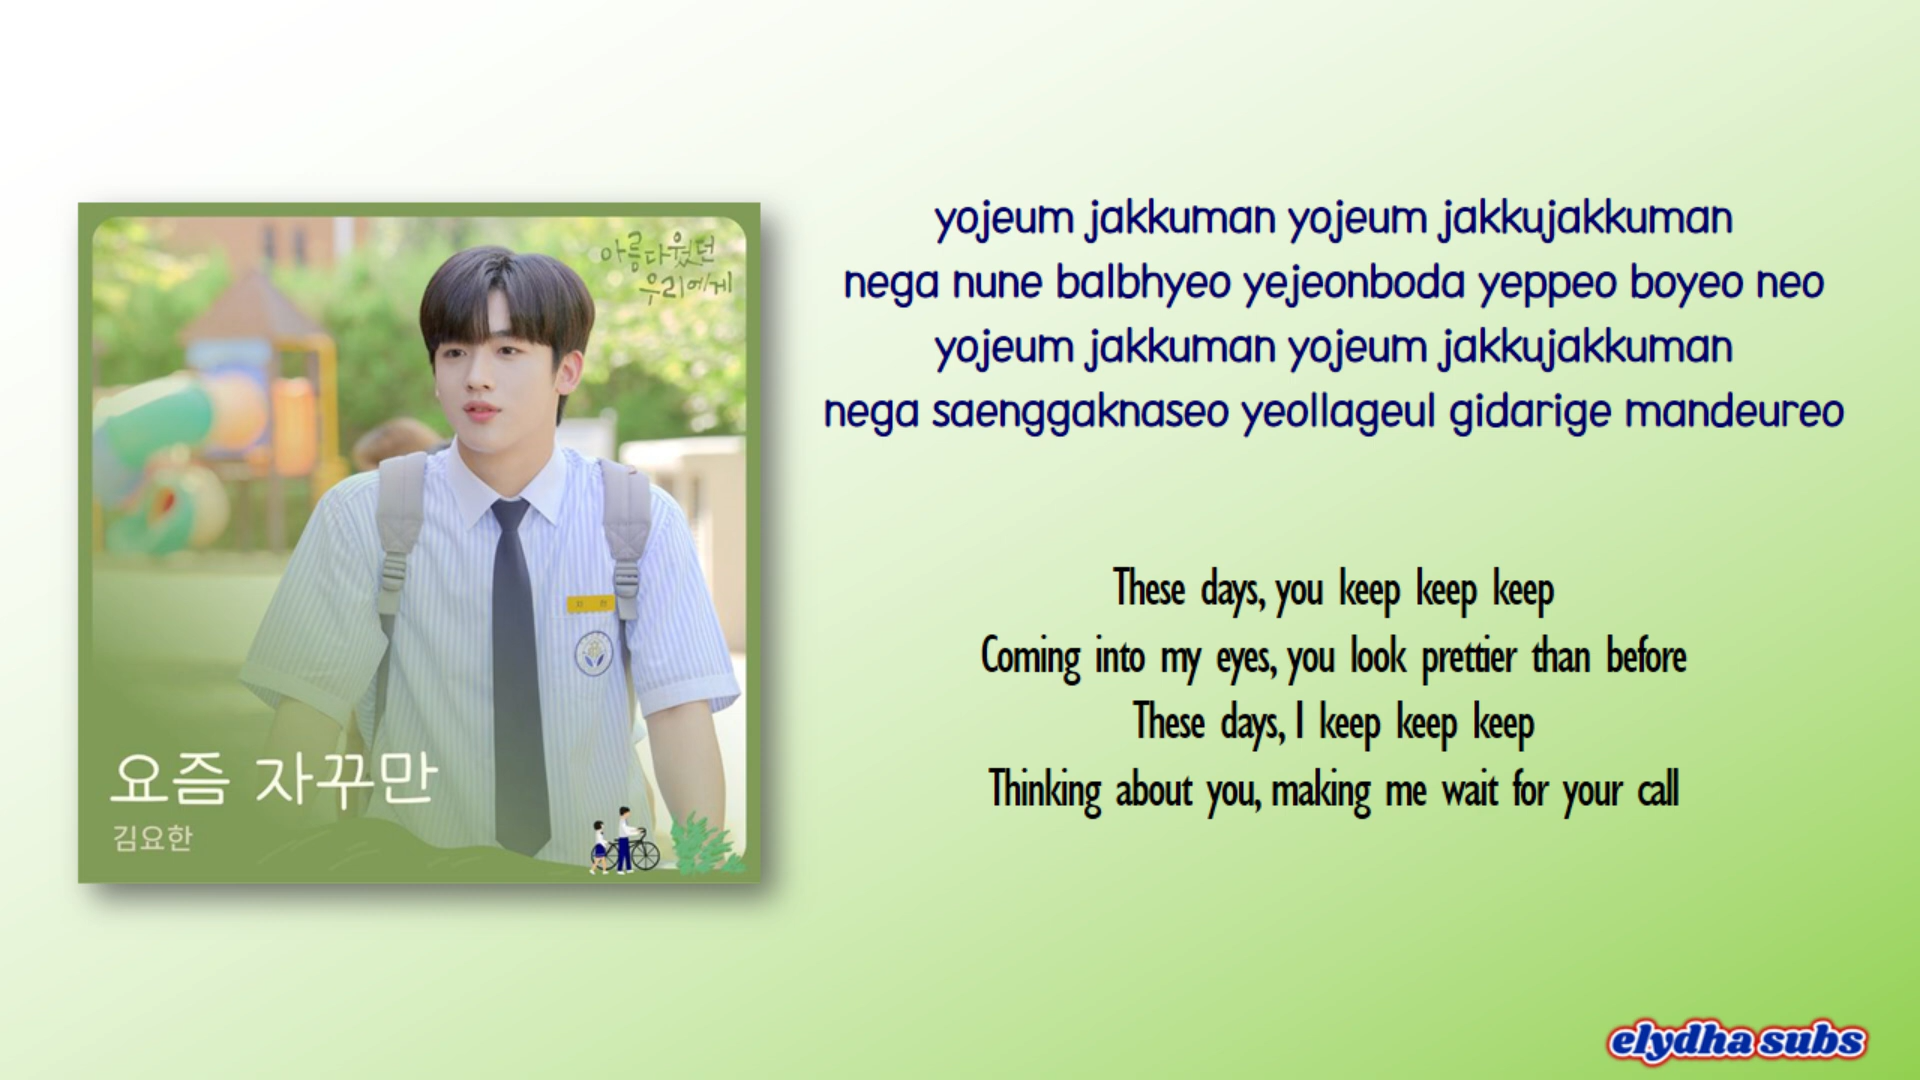 아름다웠던
우리에게
요즘 자꾸만
김요한
yojeum jakkuman yojeum jakkujakkuman
nega nune balbhyeo yejeonboda yeppeo boyeo neo
yojeum jakkuman yojeum jakkujakkuman
nega saenggaknaseo yeollageul gidarige mandeureo
These days, you keep keep keep
Coming into my eyes, you look prettier than before
These days, I keep keep keep
Thinking about you, making me wait for your call
elydha subs